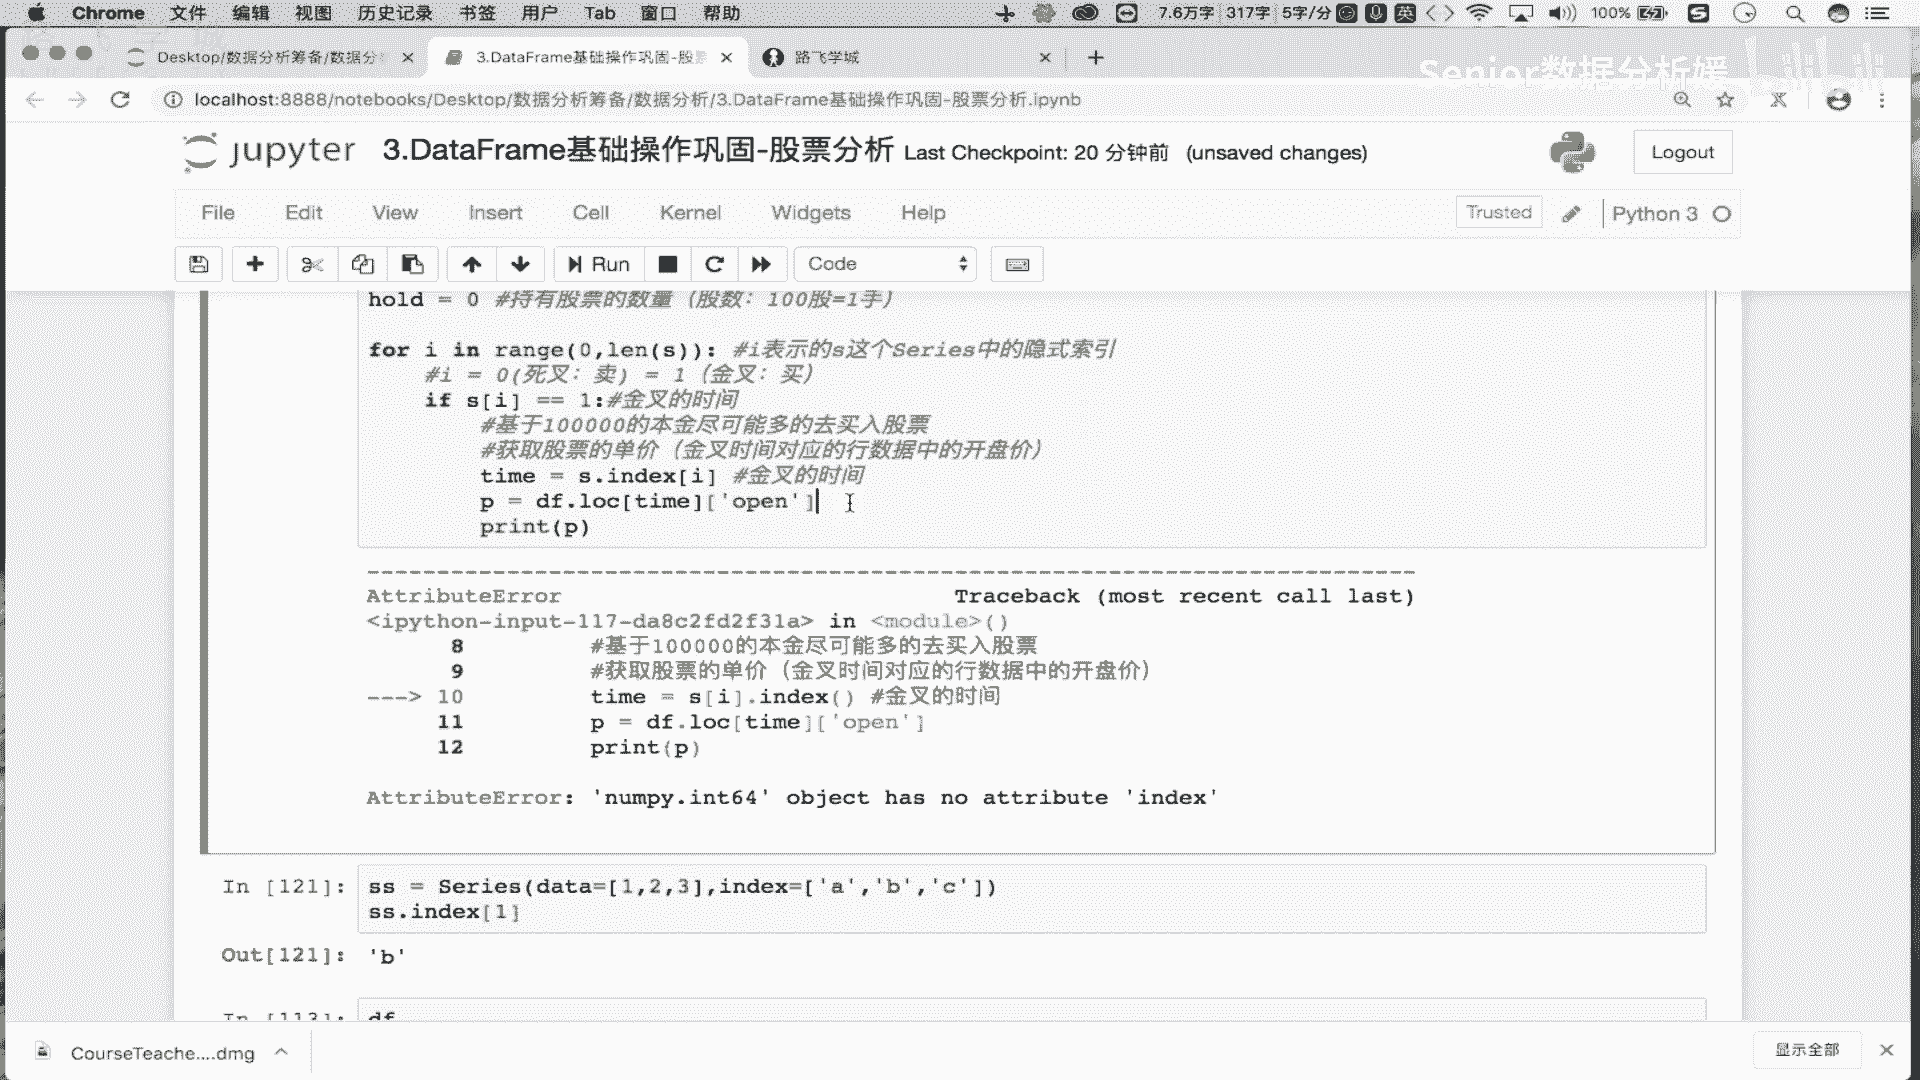 Chrome 文件 编辑 视图 历史记录 书签 用户 Tab 窗口 帮助 7.6万字 317字 5字/分 英 100%
Desktop/数据分析筹备/数据分 3.DataFrame基础操作巩固-股票 路飞学城
Senior数据分析媛 bilibili
localhost:8888/notebooks/Desktop/数据分析筹备/数据分析/3.DataFrame基础操作巩固-股票分析.ipynb
jupyter 3.DataFrame基础操作巩固-股票分析 Last Checkpoint: 20 分钟前 (unsaved changes) Logout
File Edit View Insert Cell Kernel Widgets Help Trusted Python 3
Run Code
hold = 0 #持有股票的数量（股数：100股=1手）
for i in range(0,len(s)): #i表示的s这个Series中的隐式索引
#i = 0(死叉：卖) = 1（金叉：买）
if s[i] == 1:#金叉的时间
#基于100000的本金尽可能多的去买入股票
#获取股票的单价（金叉时间对应的行数据中的开盘价）
time = s.index[i] #金叉的时间
p = df.loc[time]['open']
print(p)
---------------------------------------------------------------------------
AttributeError Traceback (most recent call last)
<ipython-input-117-da8c2fd2f31a> in <module>()
8 #基于100000的本金尽可能多的去买入股票
9 #获取股票的单价（金叉时间对应的行数据中的开盘价）
---> 10 time = s[i].index() #金叉的时间
11 p = df.loc[time]['open']
12 print(p)
AttributeError: 'numpy.int64' object has no attribute 'index'
In [121]: ss = Series(data=[1,2,3],index=['a','b','c'])
ss.index[1]
Out[121]: 'b'
In [113]: df
CourseTeache....dmg 显示全部